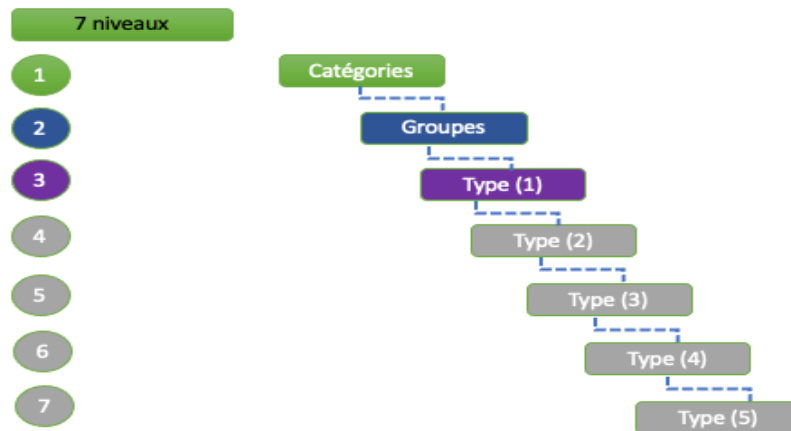 7 niveaux
1
Catégories
2
Groupes
3
Type (1)
4
Type (2)
5
Type (3)
6
Type (4)
7
Type (5)